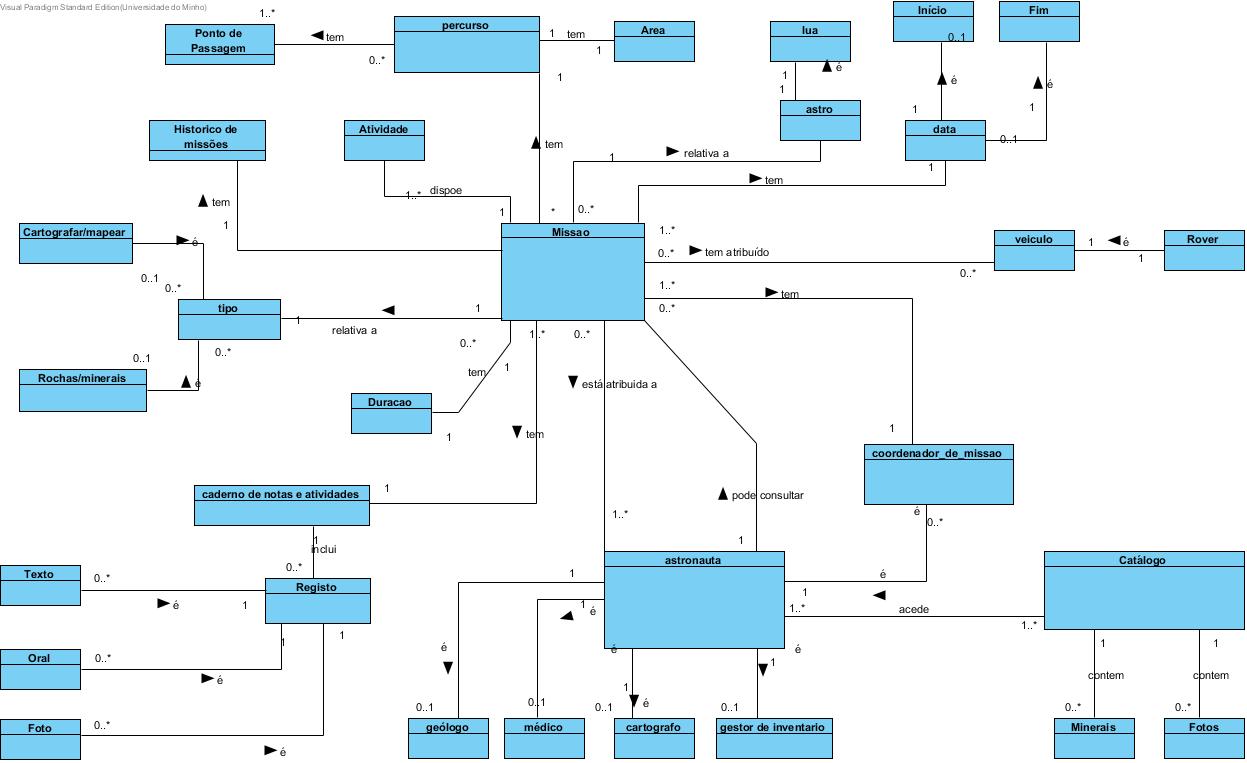 Visual Paradigm Standard Edition(Universidade do Minho)
1..*
Ponto de
Passagem
tem
0..*
percurso
1
tem
1
Area
1
lua
é
1
1
astro
Início
0..1
Fim
é
é
1
1
data
0..1
1
Historico de
missões
Atividade
tem
relativa a
1
tem
1..*
dispoe
1
*
0..*
tem
1
Cartografar/mapear
é
0..1
0..*
Missao
1..*
0..*
tem atribuído
0..*
veiculo
1
é
1
Rover
1..*
0..*
tem
tipo
1
1
relativa a
0..*
0..1
Rochas/minerais
é
0..*
tem
1
1..*
0..*
está atribuida a
Duracao
1
tem
1
coordenador_de_missao
é
0..*
caderno de notas e atividades
1
pode consultar
1..*
1
1
inclui
0..*
Texto
0..*
é
1
Registo
1
1
astronauta
1
é
1
1
é
1..*
acede
1..*
Catálogo
Oral
0..*
é
é
é
1
é
0..1
1
0..1
é
0..1
1
é
0..1
1
contem
0..*
1
contem
0..*
Foto
0..*
é
geólogo
médico
cartografo
gestor de inventario
Minerais
Fotos